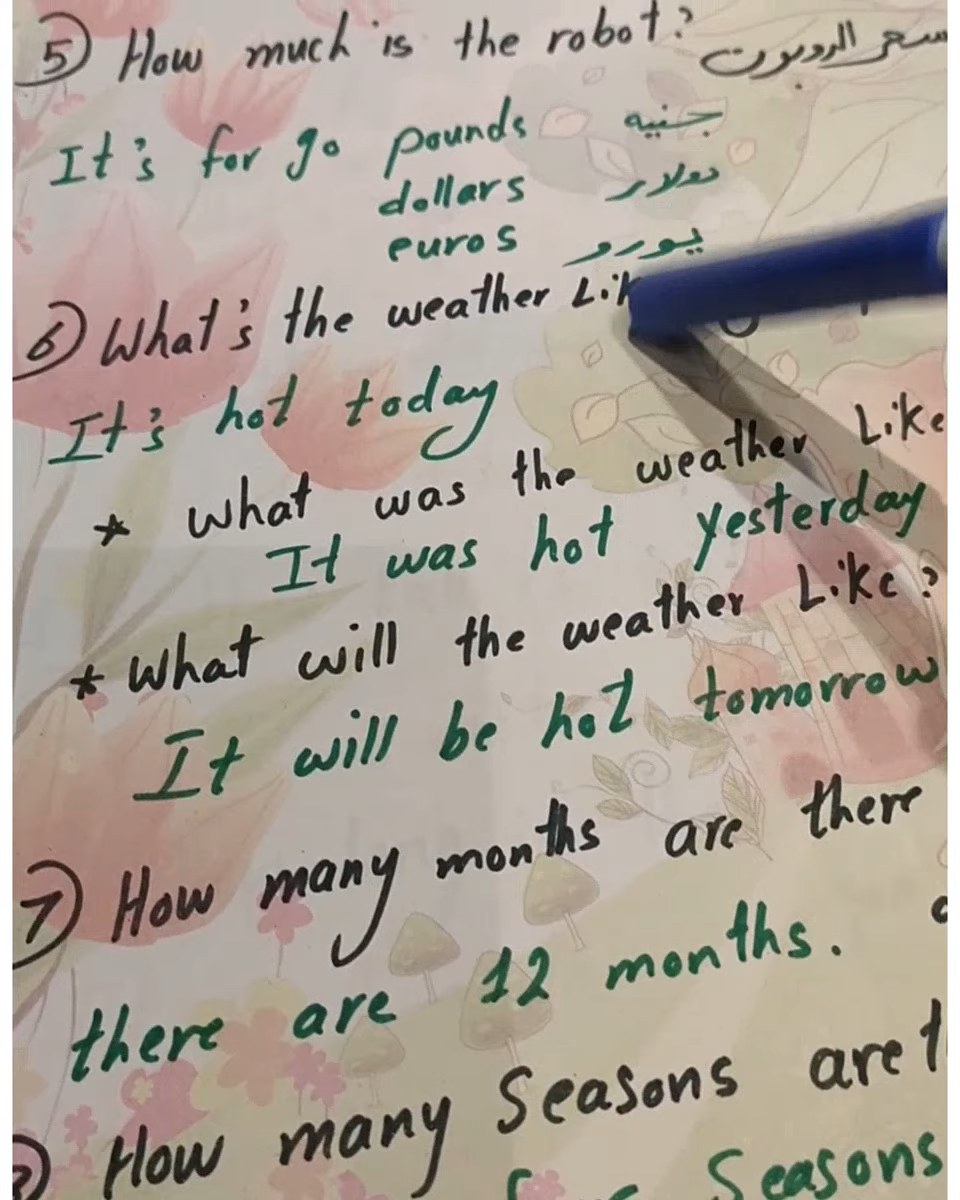 5 How much is the robot? سعر الروبوت
It's for 90 pounds جنيه
dollars دولار
euros يورو
6 What's the weather Lik
It's hot today
* What was the weather Like
It was hot yesterday
* What will the weather Like?
It will be hot tomorrow
7 How many months are there
there are 12 months.
How many Seasons are
Seasons